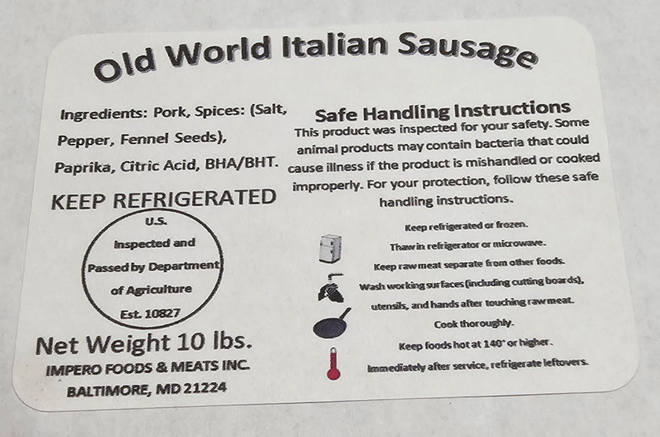 Old World Italian Sausage
Ingredients: Pork, Spices: (Salt,
Pepper, Fennel Seeds),
Paprika, Citric Acid, BHA/BHT.
KEEP REFRIGERATED
U.S.
Inspected and
Passed by Department
of Agriculture
Est. 10827
Net Weight 10 lbs.
IMPERO FOODS & MEATS INC.
BALTIMORE, MD 21224
Safe Handling Instructions
This product was inspected for your safety. Some
animal products may contain bacteria that could
cause illness if the product is mishandled or cooked
improperly. For your protection, follow these safe
handling instructions.
Keep refrigerated or frozen.
Thaw in refrigerator or microwave.
Keep raw meat separate from other foods.
Wash working surfaces (including cutting boards),
utensils, and hands after touching raw meat.
Cook thoroughly.
Keep foods hot at 140° or higher.
Immediately after service, refrigerate leftovers.